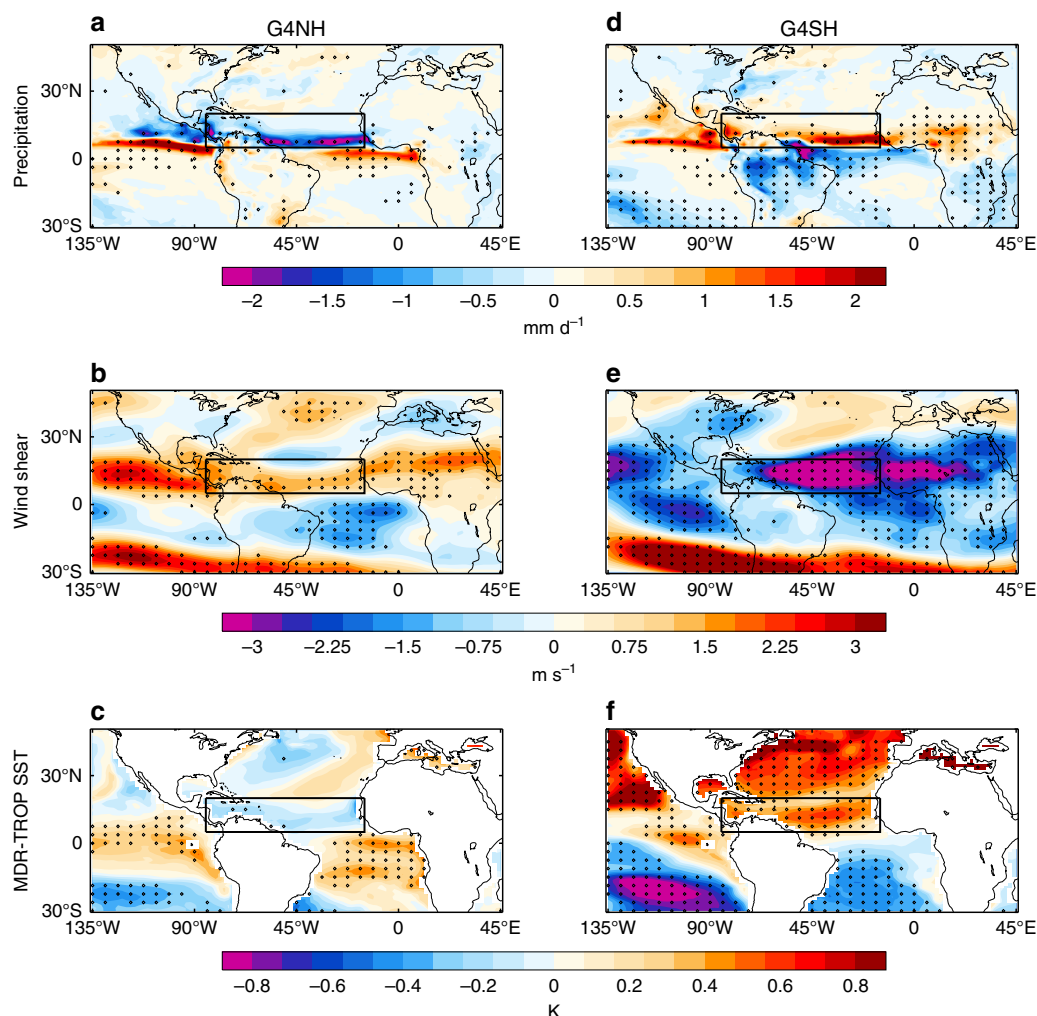 a
G4NH
d
G4SH
Precipitation
30°N
0
30°S
135°W 90°W 45°W 0 45°E
135°W 90°W 45°W 0 45°E
−2 −1.5 −1 −0.5 0 0.5 1 1.5 2
mm d⁻¹
b
e
Wind shear
30°N
0
30°S
135°W 90°W 45°W 0 45°E
135°W 90°W 45°W 0 45°E
−3 −2.25 −1.5 −0.75 0 0.75 1.5 2.25 3
m s⁻¹
c
f
MDR-TROP SST
30°N
0
30°S
135°W 90°W 45°W 0 45°E
135°W 90°W 45°W 0 45°E
−0.8 −0.6 −0.4 −0.2 0 0.2 0.4 0.6 0.8
K